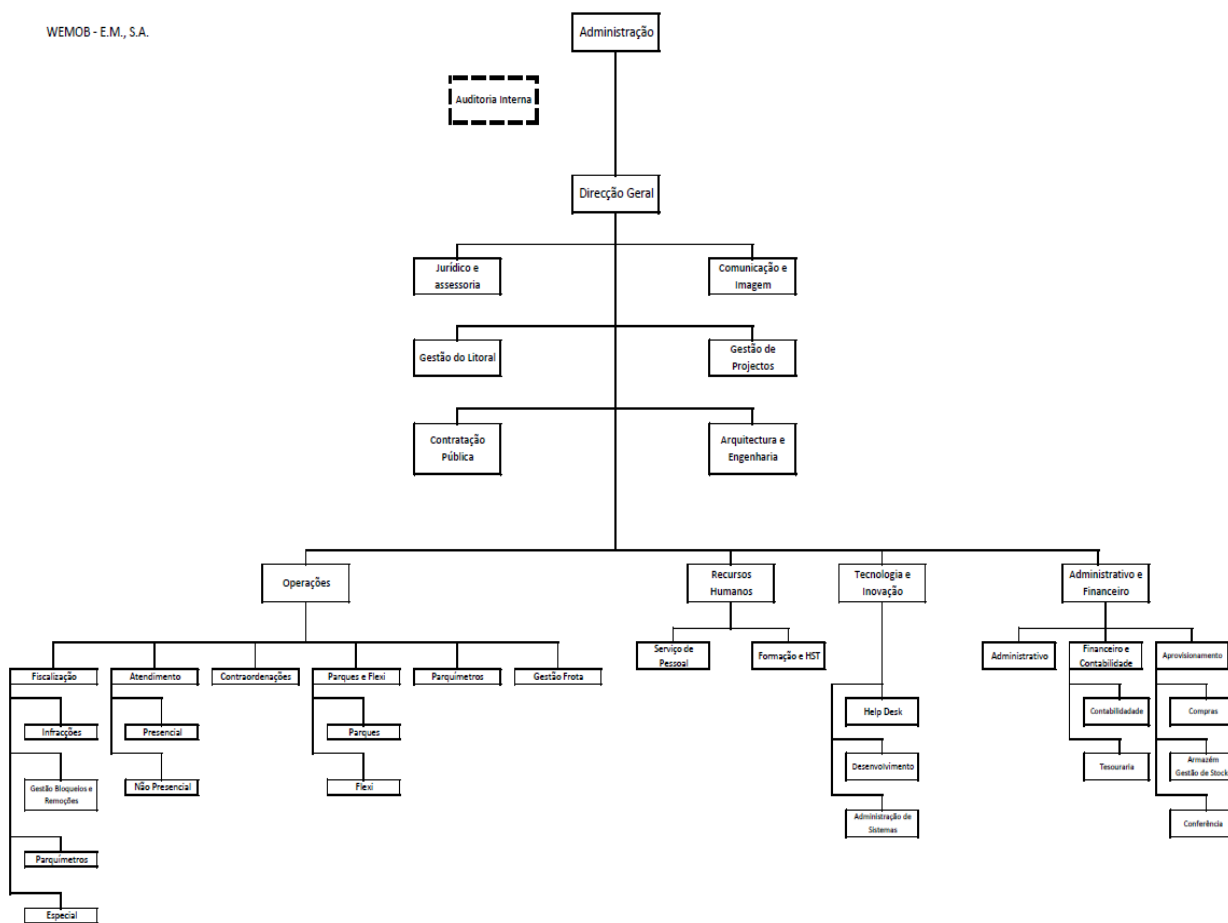 WEMOB - E.M., S.A.
Administração
Auditoria Interna
Direcção Geral
Jurídico e
assessoria
Comunicação e
Imagem
Gestão do Litoral
Gestão de
Projectos
Contratação
Pública
Arquitectura e
Engenharia
Operações
Recursos
Humanos
Tecnologia e
Inovação
Administrativo e
Financeiro
Fiscalização
Atendimento
Contraordenações
Parques e Flexi
Parquímetros
Gestão Frota
Serviço de
Pessoal
Formação e HST
Administrativo
Financeiro e
Contabilidade
Aprovisionamento
Infracções
Presencial
Parques
Help Desk
Contabilidadade
Compras
Gestão Bloqueios e
Remoções
Não Presencial
Flexi
Desenvolvimento
Tesouraria
Armazém
Gestão de Stock
Parquímetros
Administração de
Sistemas
Conferência
Especial